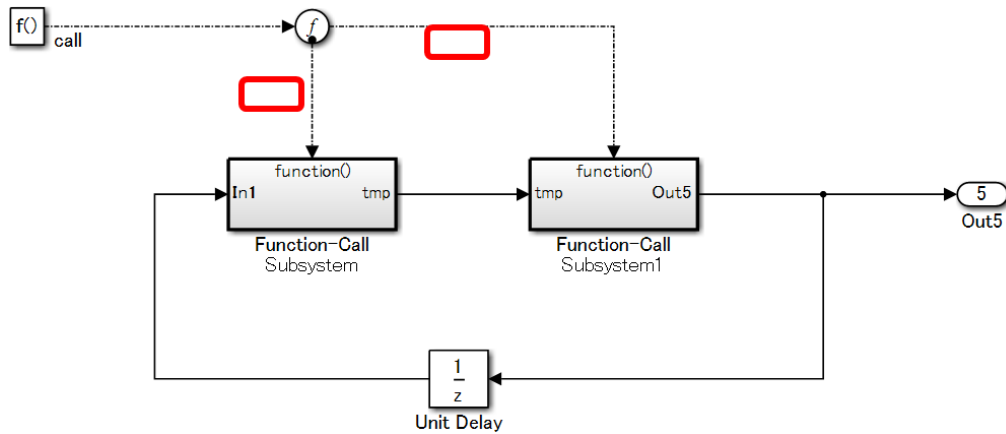 f()
call
f
function()
In1
tmp
Function-Call
Subsystem
function()
tmp
Out5
Function-Call
Subsystem1
5
Out5
1
z
Unit Delay